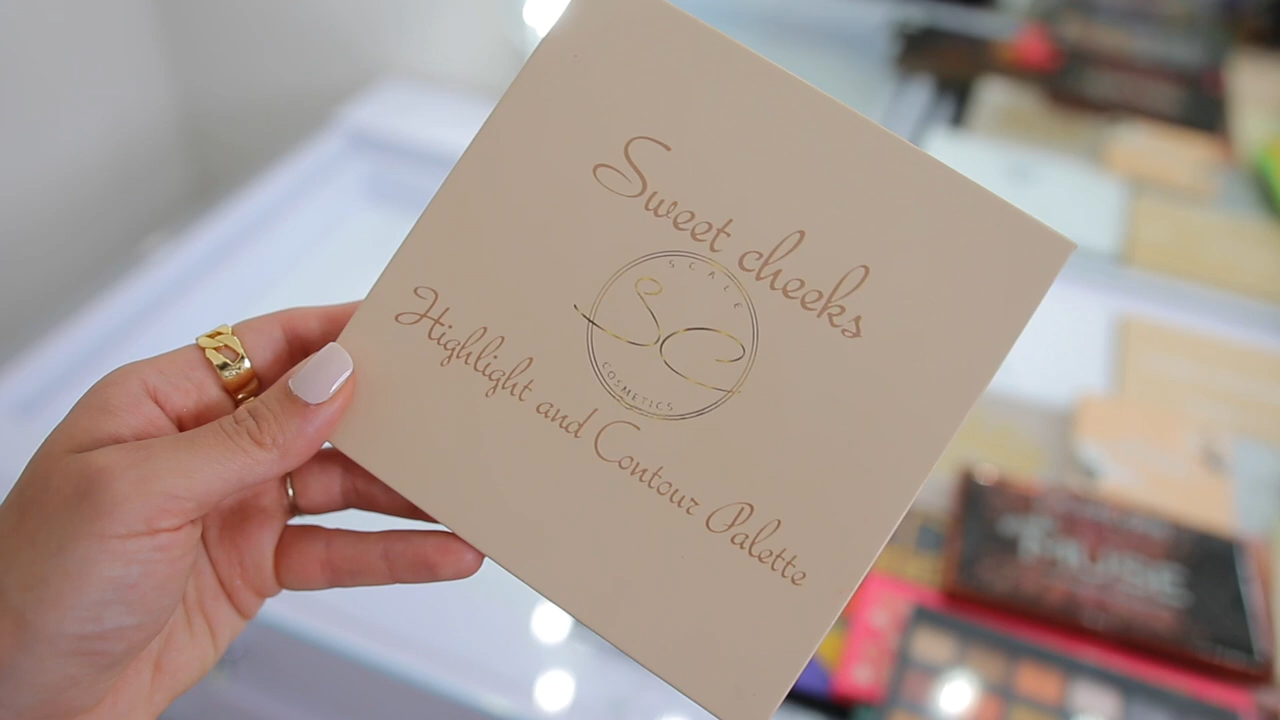 Sweet cheeks
SCALE
SC
COSMETICS
Highlight and Contour Palette